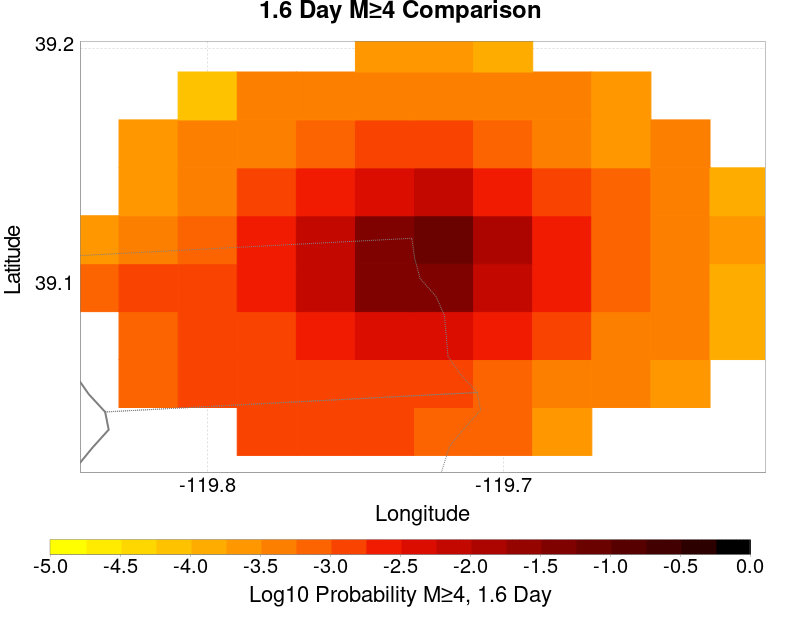 1.6 Day M≥4 Comparison
39.2
39.1
Latitude
-119.8 -119.7
Longitude
-5.0 -4.5 -4.0 -3.5 -3.0 -2.5 -2.0 -1.5 -1.0 -0.5 0.0
Log10 Probability M≥4, 1.6 Day